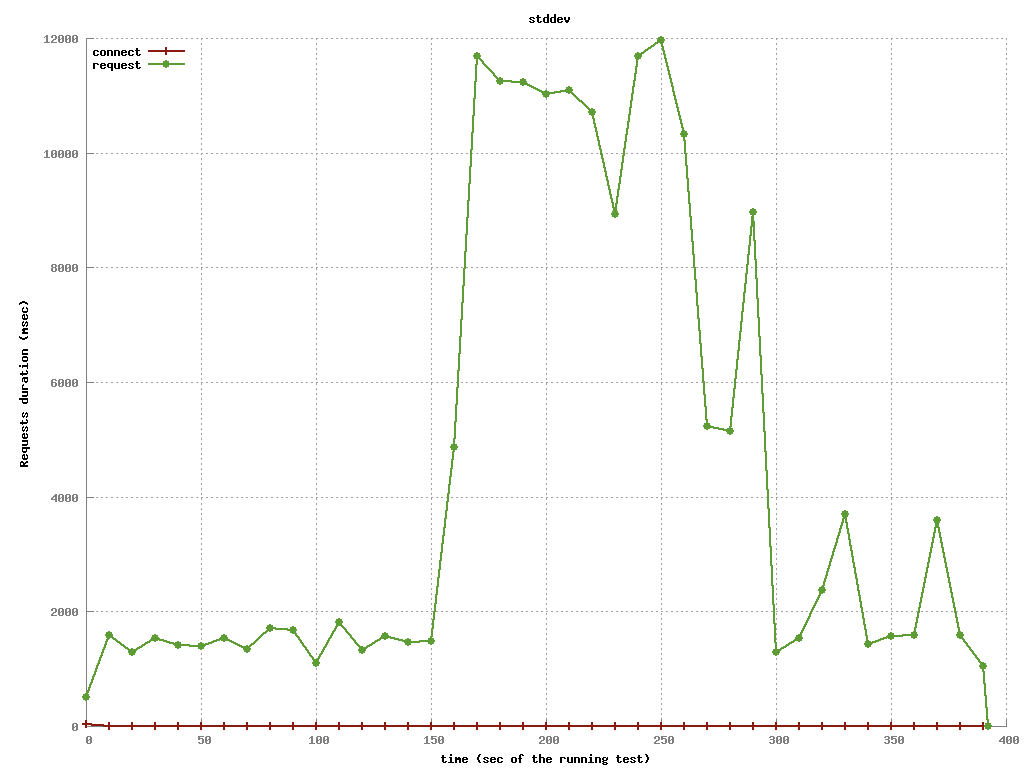 stddev
12000
10000
8000
6000
4000
2000
0
connect
request
Requests duration (msec)
0 50 100 150 200 250 300 350 400
time (sec of the running test)